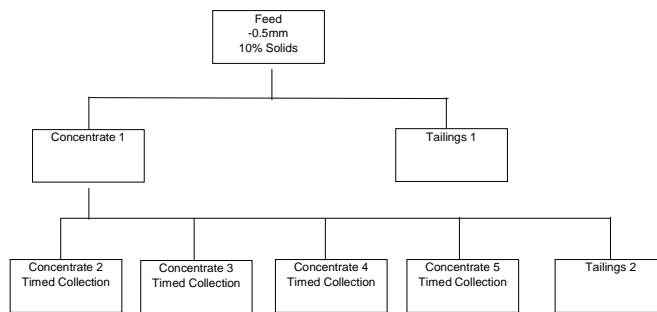 Feed
-0.5mm
10% Solids
Concentrate 1
Tailings 1
Concentrate 2
Timed Collection
Concentrate 3
Timed Collection
Concentrate 4
Timed Collection
Concentrate 5
Timed Collection
Tailings 2